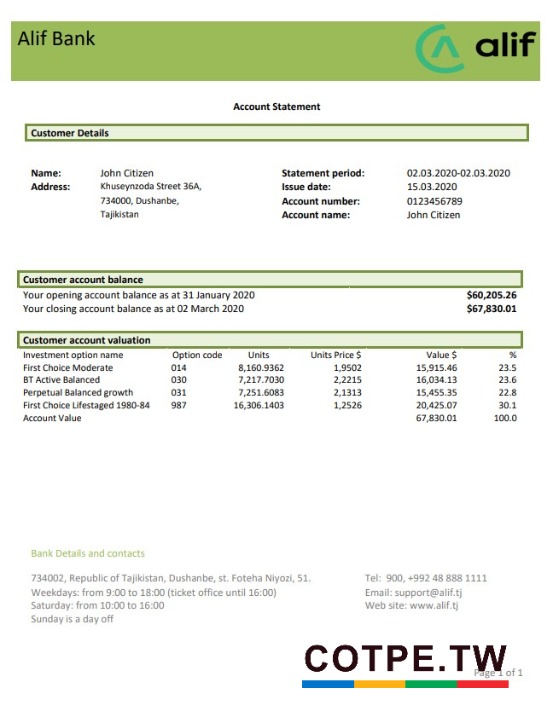 Alif Bank
alif
Account Statement
Customer Details
Name: John Citizen Statement period: 02.03.2020-02.03.2020
Address: Khuseynzoda Street 36A, Issue date: 15.03.2020
734000, Dushanbe, Account number: 0123456789
Tajikistan Account name: John Citizen
Customer account balance
Your opening account balance as at 31 January 2020 $60,205.26
Your closing account balance as at 02 March 2020 $67,830.01
Customer account valuation
Investment option name Option code Units Units Price $ Value $ %
First Choice Moderate 014 8,160.9362 1,9502 15,915.46 23.5
BT Active Balanced 030 7,217.7030 2,2215 16,034.13 23.6
Perpetual Balanced growth 031 7,251.6083 2,1313 15,455.35 22.8
First Choice Lifestaged 1980-84 987 16,306.1403 1,2526 20,425.07 30.1
Account Value 67,830.01 100.0
Bank Details and contacts
734002, Republic of Tajikistan, Dushanbe, st. Foteha Niyozi, 51. Tel: 900, +992 48 888 1111
Weekdays: from 9:00 to 18:00 (ticket office until 16:00) Email: support@alif.tj
Saturday: from 10:00 to 16:00 Web site: www.alif.tj
Sunday is a day off
COTPE.TW
Page 1 of 1